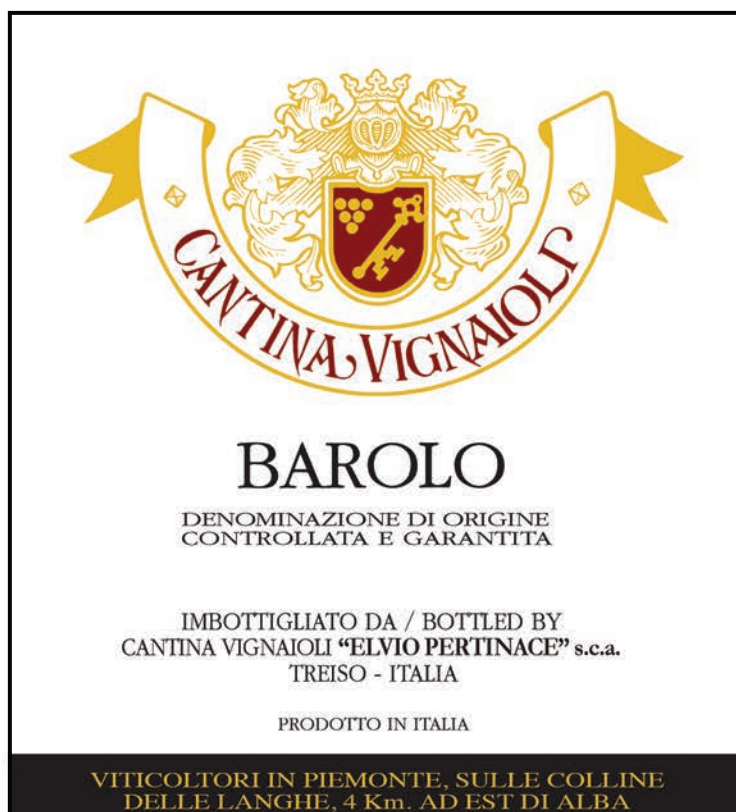 CANTINA VIGNAIOLI
BAROLO
DENOMINAZIONE DI ORIGINE
CONTROLLATA E GARANTITA
IMBOTTIGLIATO DA / BOTTLED BY
CANTINA VIGNAIOLI “ELVIO PERTINACE” s.c.a.
TREISO - ITALIA
PRODOTTO IN ITALIA
VITICOLTORI IN PIEMONTE, SULLE COLLINE
DELLE LANGHE, 4 Km. AD EST DI ALBA